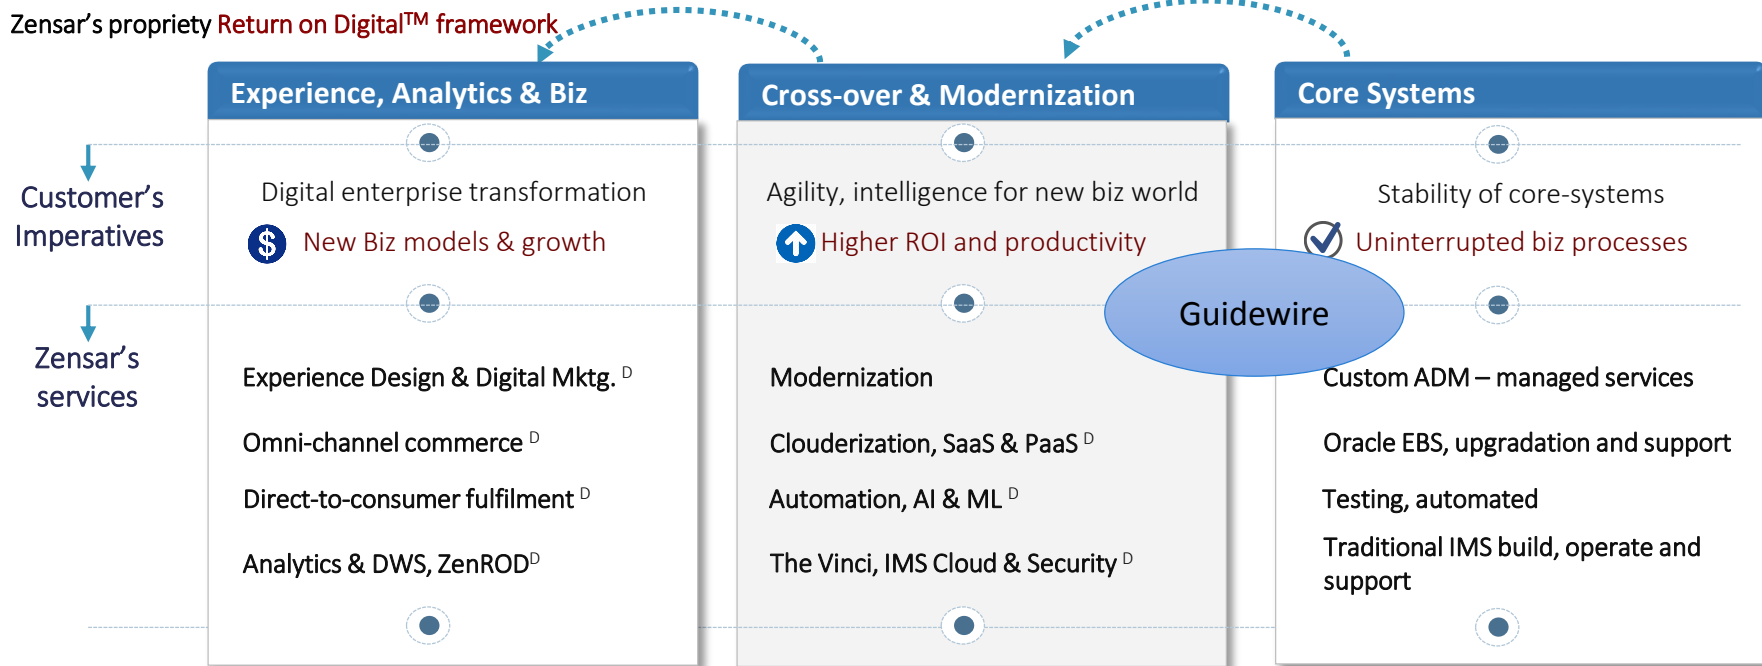 Zensar's propriety Return on Digital™ framework
Experience, Analytics & Biz
Cross-over & Modernization
Core Systems
Customer's
Imperatives
Digital enterprise transformation
New Biz models & growth
Agility, intelligence for new biz world
Higher ROI and productivity
Stability of core-systems
Uninterrupted biz processes
Guidewire
Zensar's
services
Experience Design & Digital Mktg. D
Omni-channel commerce D
Direct-to-consumer fulfilment D
Analytics & DWS, ZenROD D
Modernization
Clouderization, SaaS & PaaS D
Automation, AI & ML D
The Vinci, IMS Cloud & Security D
Custom ADM – managed services
Oracle EBS, upgradation and support
Testing, automated
Traditional IMS build, operate and
support